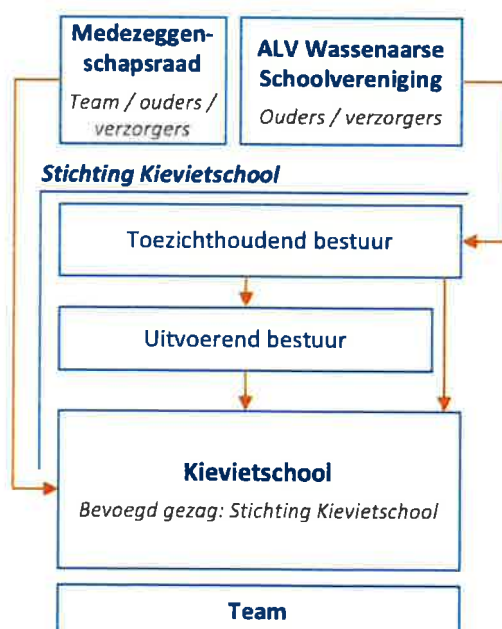 Medezeggen-
schapsraad
Team / ouders /
verzorgers
ALV Wassenaarse
Schoolvereniging
Ouders / verzorgers
Stichting Kievietschool
Toezichthoudend bestuur
Uitvoerend bestuur
Kievietschool
Bevoegd gezag: Stichting Kievietschool
Team